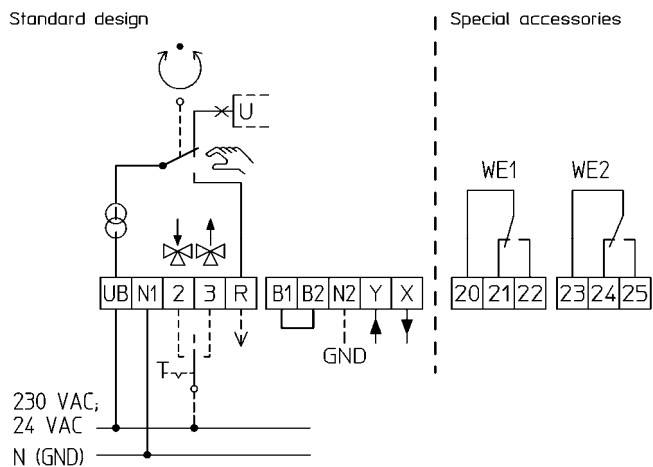 Standard design
Special accessories
U
WE1
WE2
UB N1 2 3 R
B1 B2 N2 Y X
20 21 22
23 24 25
GND
230 VAC;
24 VAC
N (GND)